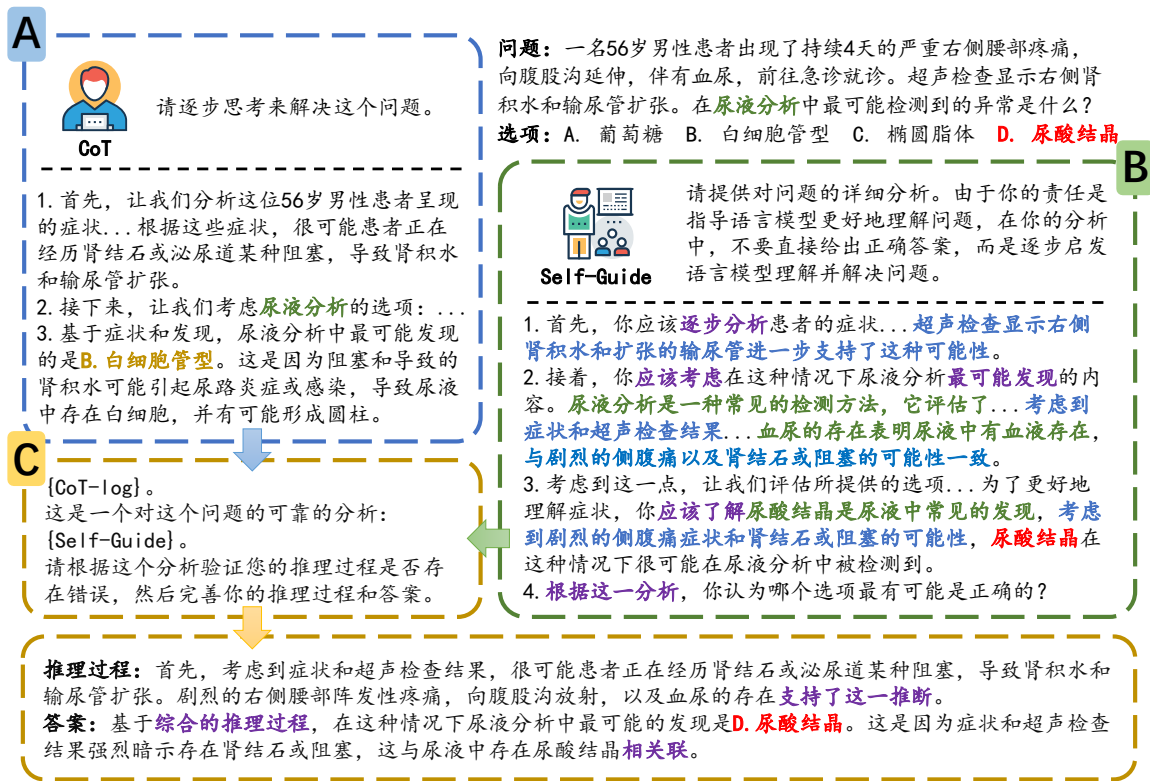 A
请逐步思考来解决这个问题。
CoT
1.首先，让我们分析这位56岁男性患者呈现
的症状...根据这些症状，很可能患者正在
经历肾结石或泌尿道某种阻塞，导致肾积水
和输尿管扩张。
2.接下来，让我们考虑尿液分析的选项：...
3.基于症状和发现，尿液分析中最可能发现
的是B.白细胞管型。这是因为阻塞和导致的
肾积水可能引起尿路炎症或感染，导致尿液
中存在白细胞，并有可能形成圆柱。
问题：一名56岁男性患者出现了持续4天的严重右侧腰部疼痛，
向腹股沟延伸，伴有血尿，前往急诊就诊。超声检查显示右侧肾
积水和输尿管扩张。在尿液分析中最可能检测到的异常是什么？
选项：A. 葡萄糖 B. 白细胞管型 C. 椭圆脂体 D. 尿酸结晶
B
请提供对问题的详细分析。由于你的责任是
指导语言模型更好地理解问题，在你的分析
中，不要直接给出正确答案，而是逐步启发
语言模型理解并解决问题。
Self-Guide
1.首先，你应该逐步分析患者的症状...超声检查显示右侧
肾积水和扩张的输尿管进一步支持了这种可能性。
2.接着，你应该考虑在这种情况下尿液分析最可能发现的内
容。尿液分析是一种常见的检测方法，它评估了...考虑到
症状和超声检查结果...血尿的存在表明尿液中有血液存在，
与剧烈的侧腹痛以及肾结石或阻塞的可能性一致。
3.考虑到这一点，让我们评估所提供的选项...为了更好地
理解症状，你应该了解尿酸结晶是尿液中常见的发现，考虑
到剧烈的侧腹痛症状和肾结石或阻塞的可能性，尿酸结晶在
这种情况下很可能在尿液分析中被检测到。
4.根据这一分析，你认为哪个选项最有可能是正确的？
C
{CoT-log}。
这是一个对这个问题的可靠的分析：
{Self-Guide}。
请根据这个分析验证您的推理过程是否存
在错误，然后完善你的推理过程和答案。
推理过程：首先，考虑到症状和超声检查结果，很可能患者正在经历肾结石或泌尿道某种阻塞，导致肾积水和
输尿管扩张。剧烈的右侧腰部阵发性疼痛，向腹股沟放射，以及血尿的存在支持了这一推断。
答案：基于综合的推理过程，在这种情况下尿液分析中最可能的发现是D.尿酸结晶。这是因为症状和超声检查
结果强烈暗示存在肾结石或阻塞，这与尿液中存在尿酸结晶相关联。